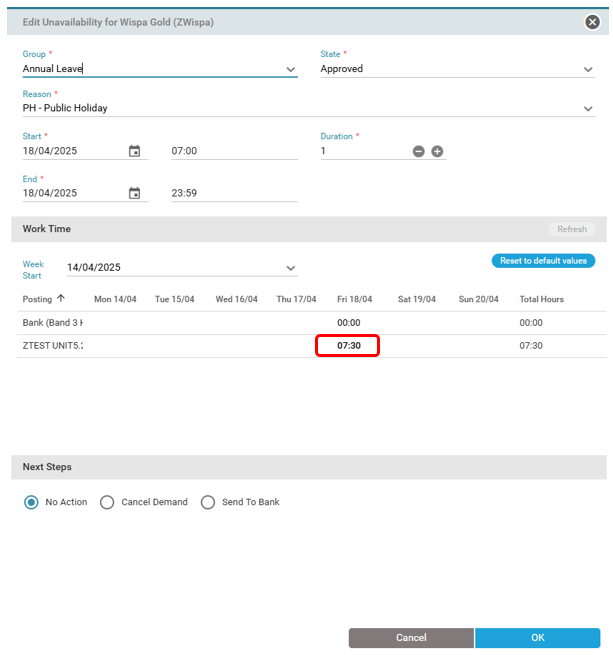 Edit Unavailability for Wispa Gold (ZWispa)
Group * State *
Annual Leave Approved
Reason *
PH - Public Holiday
Start * Duration *
18/04/2025 07:00 1
End *
18/04/2025 23:59
Work Time Refresh
Week Start 14/04/2025 Reset to default values
Posting Mon 14/04 Tue 15/04 Wed 16/04 Thu 17/04 Fri 18/04 Sat 19/04 Sun 20/04 Total Hours
Bank (Band 3 00:00 00:00
ZTEST UNIT5. 07:30 07:30
Next Steps
No Action Cancel Demand Send To Bank
Cancel OK